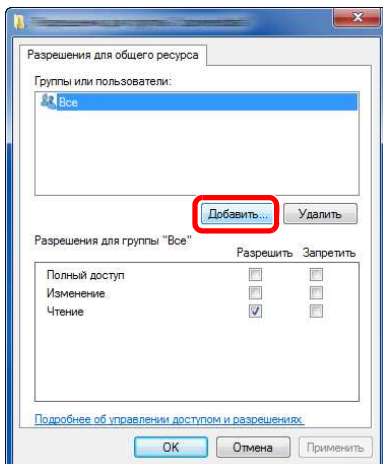 Разрешения для общего ресурса
Группы или пользователи:
Все
Добавить... Удалить
Разрешения для группы "Все"
Разрешить Запретить
Полный доступ
Изменение
Чтение
Подробнее об управлении доступом и разрешениях
ОК Отмена Применить